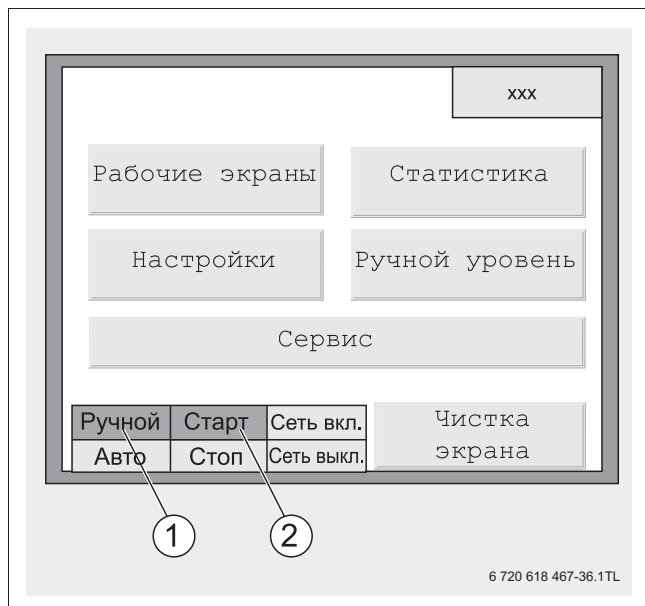 xxx
Рабочие экраны
Статистика
Настройки
Ручной уровень
Сервис
Ручной Старт Сеть вкл.
Авто Стоп Сеть выкл.
Чистка
экрана
1 2
6 720 618 467-36.1TL